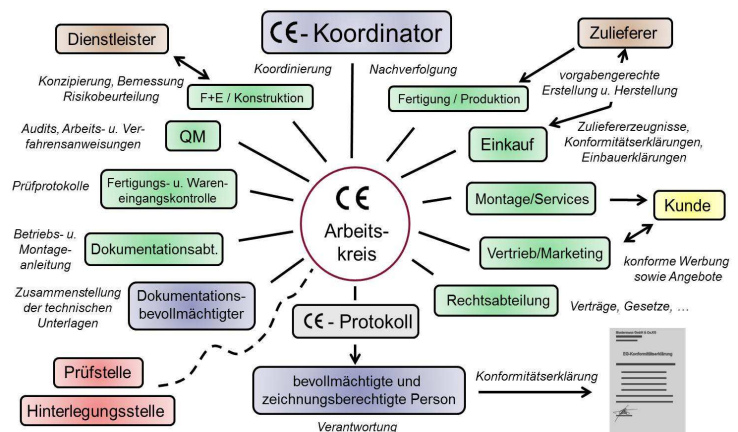 Dienstleister
CE - Koordinator
Zulieferer
Konzipierung, Bemessung
Risikobeurteilung
Koordinierung
Nachverfolgung
vorgabengerechte
Erstellung u. Herstellung
F+E / Konstruktion
Fertigung / Produktion
Audits, Arbeits- u. Ver-
fahrensanweisungen
QM
Einkauf
Zuliefererzeugnisse,
Konformitätserklärungen,
Einbauerklärungen
Prüfprotokolle
Fertigungs- u. Waren-
eingangskontrolle
CE
Arbeits-
kreis
Montage/Services
Kunde
Betriebs- u.
Montage-
anleitung
Dokumentationsabt.
Vertrieb/Marketing
konforme Werbung
sowie Angebote
Zusammenstellung
der technischen
Unterlagen
Dokumentations-
bevollmächtigter
Rechtsabteilung
Verträge, Gesetze, …
CE - Protokoll
Prüfstelle
Hinterlegungsstelle
bevollmächtigte und
zeichnungsberechtigte Person
Verantwortung
Konformitätserklärung
EG-Konformitätserklärung